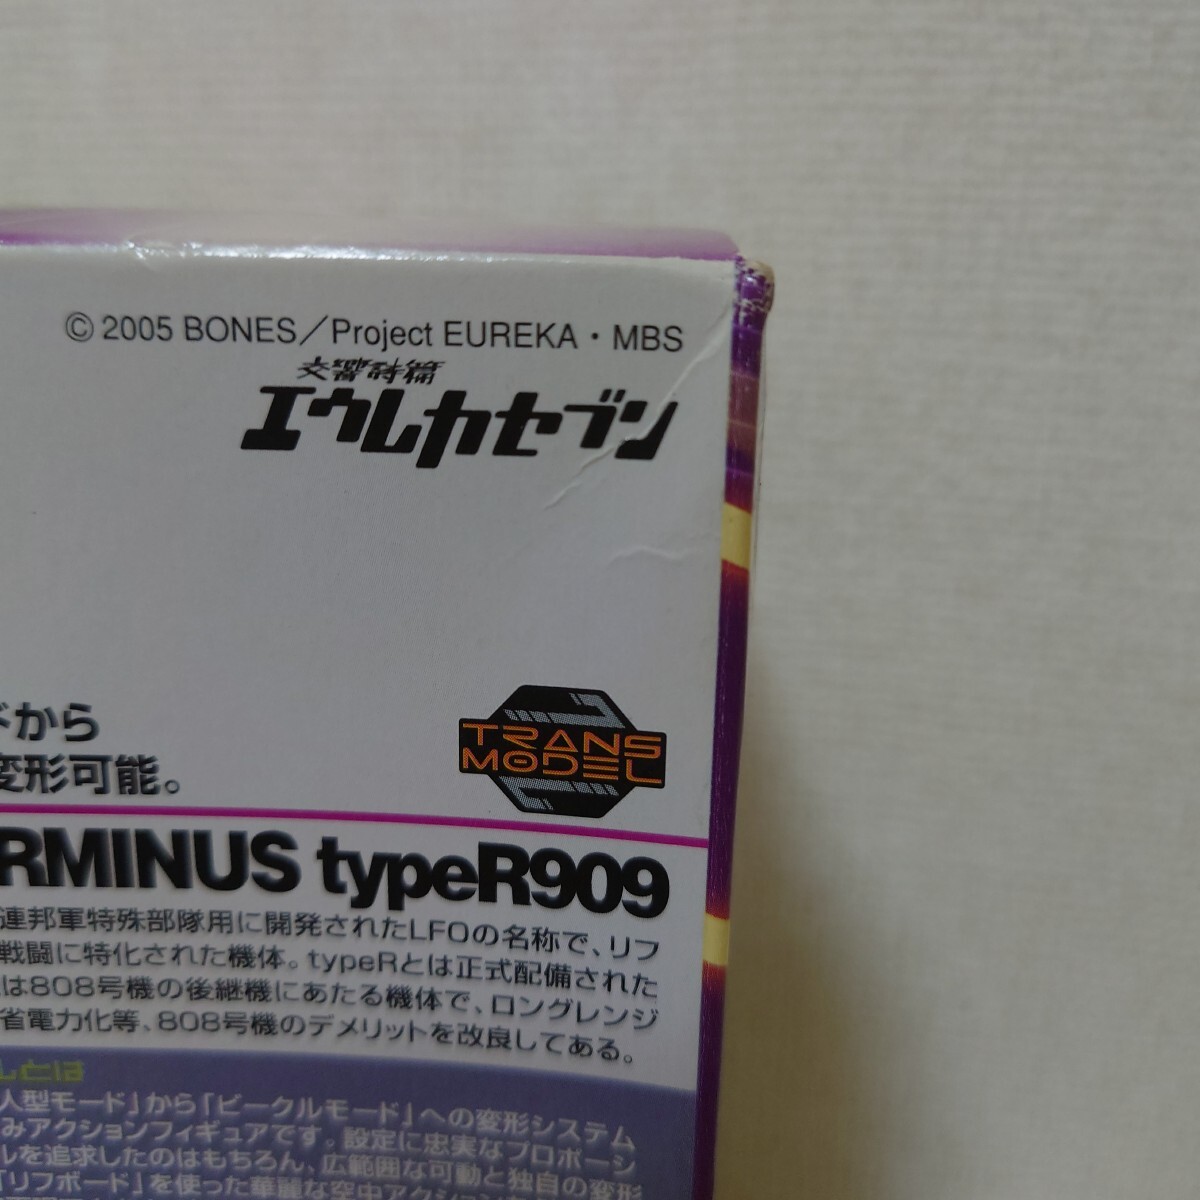 © 2005 BONES／Project EUREKA・MBS
交響詩篇
エウレカセブン
ドから
変形可能。
TRANS
MODEL
RMINUS typeR909
連邦軍特殊部隊用に開発されたLFOの名称で、リフ
戦闘に特化された機体。typeRとは正式配備された
は808号機の後継機にあたる機体で、ロングレンジ
省電力化等、808号機のデメリットを改良してある。
とは
人型モード」から「ビークルモード」への変形システム
みアクションフィギュアです。設定に忠実なプロポーシ
ルを追求したのはもちろん、広範囲な可動と独自の変形
「リフボード」を使った華麗な空中アクション